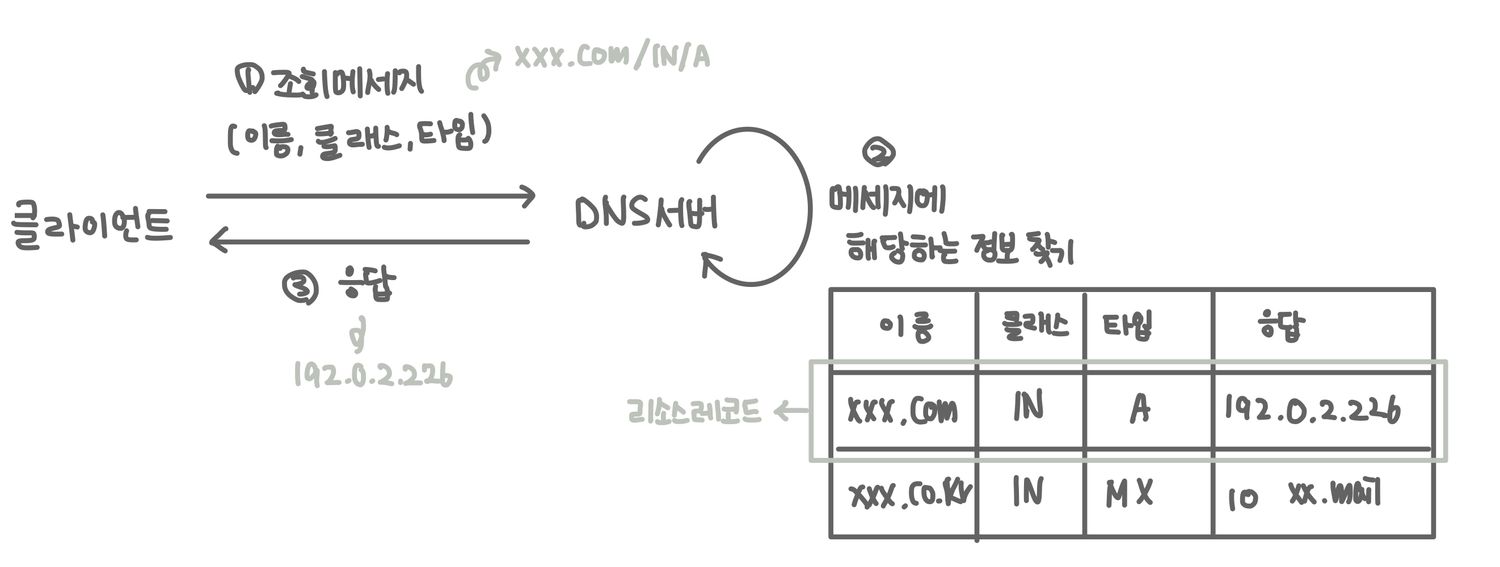 ① 조회메세지
xxx.com/IN/A
(이름, 클래스, 타입)
클라이언트
DNS서버
②
메세지에
해당하는 정보 찾기
③ 응답
192.0.2.226
이름 클래스 타입 응답
리소스레코드
xxx.com IN A 192.0.2.226
xxx.co.kr IN MX 10 xx.mail